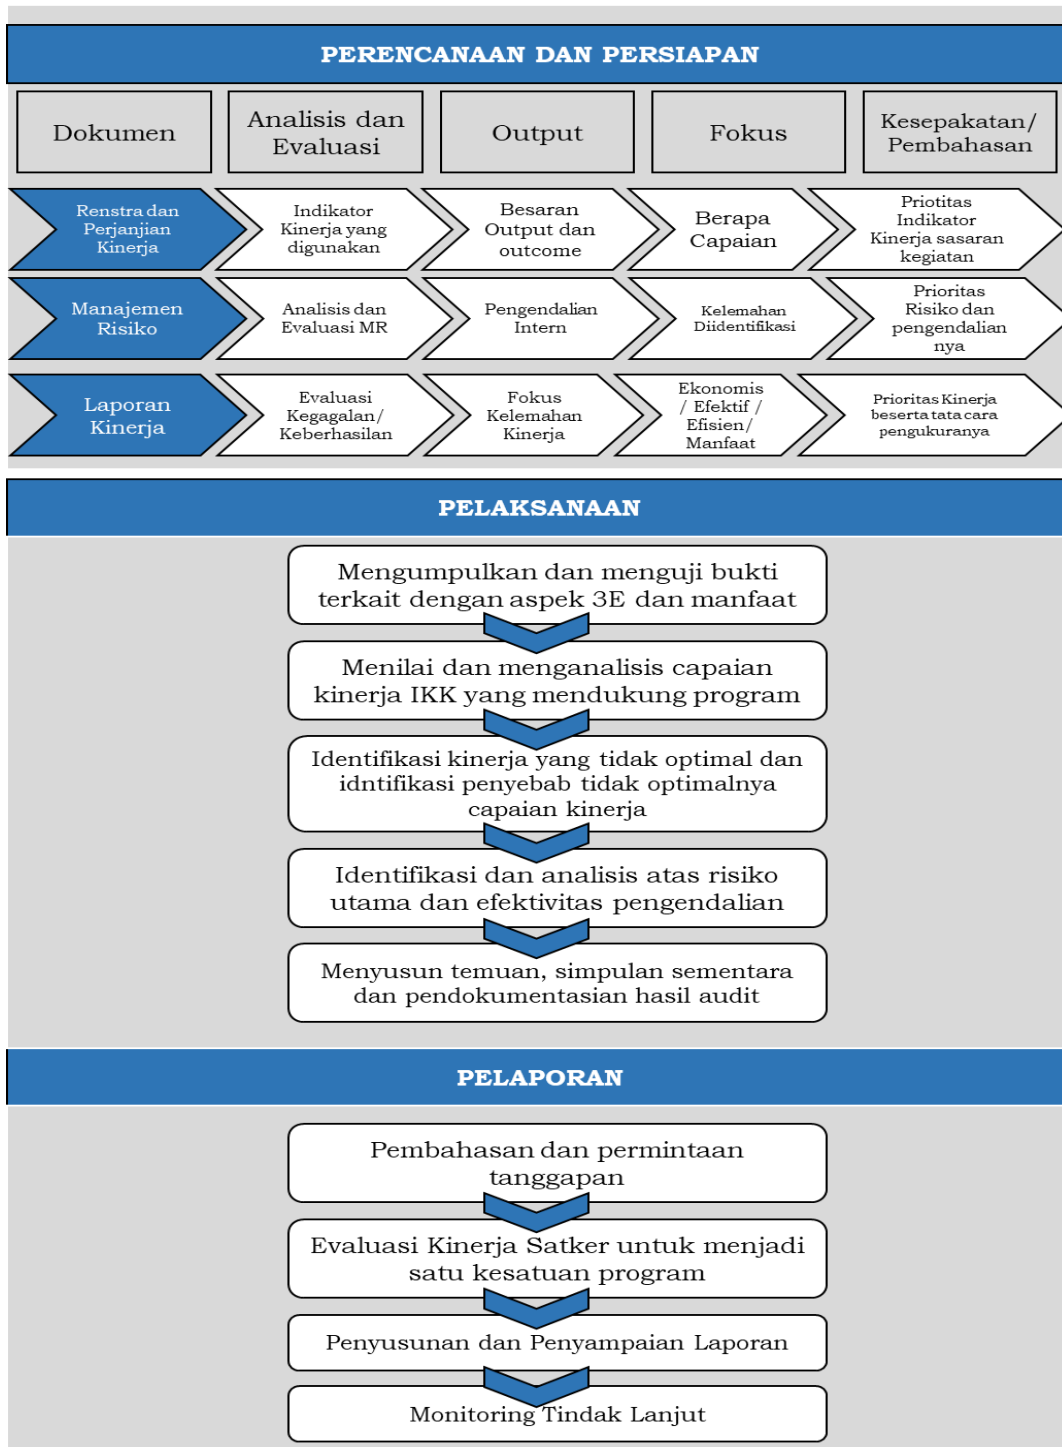 PERENCANAAN DAN PERSIAPAN
Dokumen
Analisis dan
Evaluasi
Output
Fokus
Kesepakatan/
Pembahasan
Renstra dan
Perjanjian
Kinerja
Indikator
Kinerja yang
digunakan
Besaran
Output dan
outcome
Berapa
Capaian
Priotitas
Indikator
Kinerja sasaran
kegiatan
Manajemen
Risiko
Analisis dan
Evaluasi MR
Pengendalian
Intern
Kelemahan
Diidentifikasi
Prioritas
Risiko dan
pengendalian
nya
Laporan
Kinerja
Evaluasi
Kegagalan/
Keberhasilan
Fokus
Kelemahan
Kinerja
Ekonomis
/ Efektif /
Efisien/
Manfaat
Prioritas Kinerja
beserta tata cara
pengukuranya
PELAKSANAAN
Mengumpulkan dan menguji bukti
terkait dengan aspek 3E dan manfaat
Menilai dan menganalisis capaian
kinerja IKK yang mendukung program
Identifikasi kinerja yang tidak optimal dan
idntifikasi penyebab tidak optimalnya
capaian kinerja
Identifikasi dan analisis atas risiko
utama dan efektivitas pengendalian
Menyusun temuan, simpulan sementara
dan pendokumentasian hasil audit
PELAPORAN
Pembahasan dan permintaan
tanggapan
Evaluasi Kinerja Satker untuk menjadi
satu kesatuan program
Penyusunan dan Penyampaian Laporan
Monitoring Tindak Lanjut